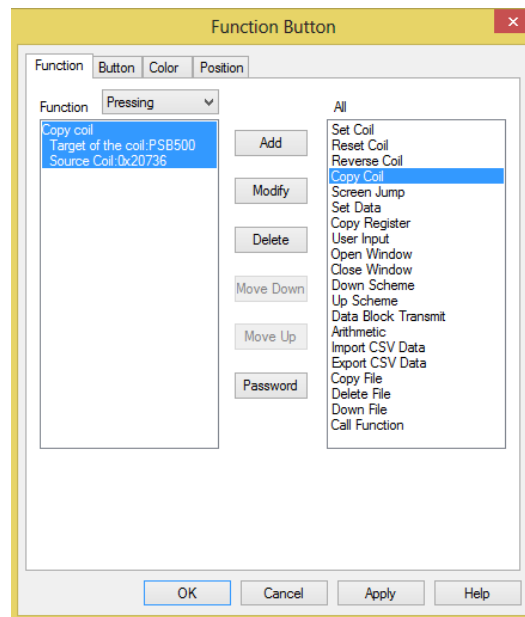 Function Button
Function Button Color Position
Function Pressing
All
Copy coil
Target of the coil:PSB500
Source Coil:0x20736
Add
Modify
Delete
Move Down
Move Up
Password
Set Coil
Reset Coil
Reverse Coil
Copy Coil
Screen Jump
Set Data
Copy Register
User Input
Open Window
Close Window
Down Scheme
Up Scheme
Data Block Transmit
Arithmetic
Import CSV Data
Export CSV Data
Copy File
Delete File
Down File
Call Function
OK Cancel Apply Help